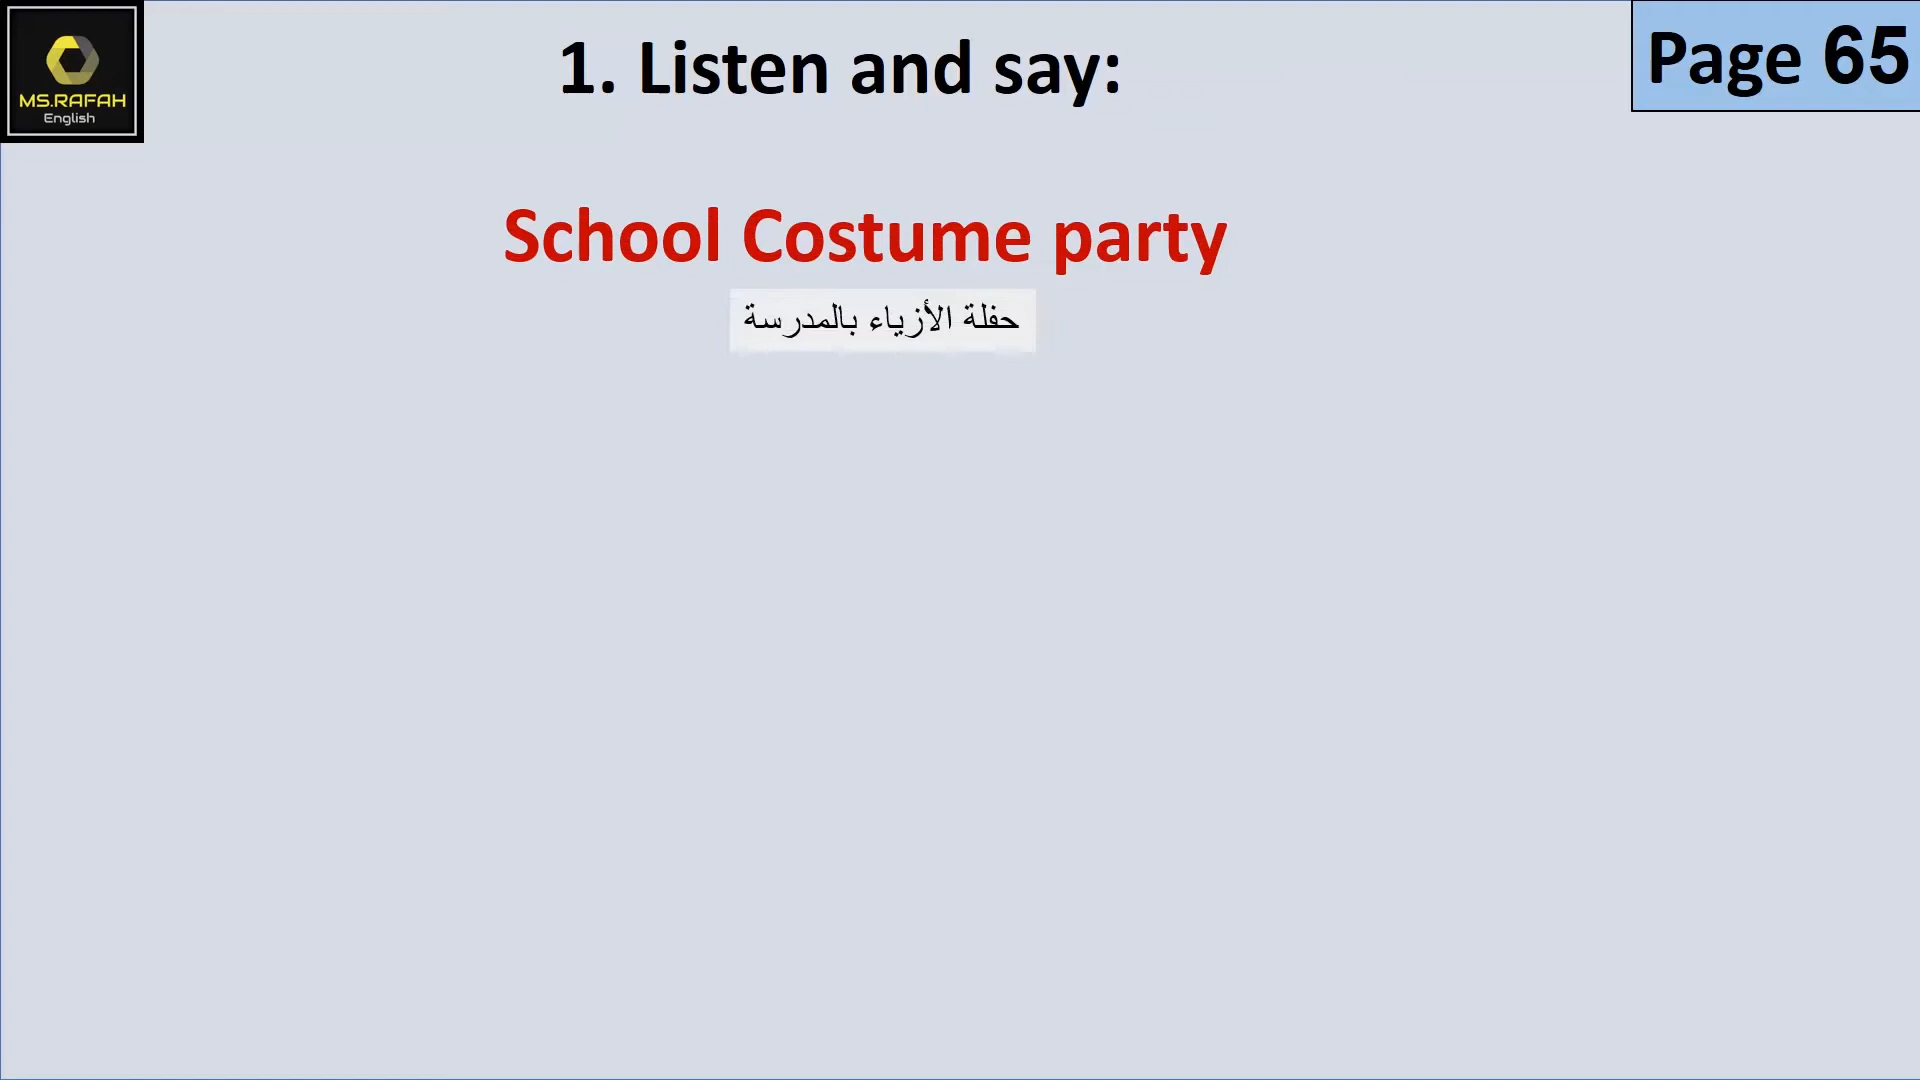 MS.RAFAH
English
1. Listen and say:
Page 65
School Costume party
حفلة الأزياء بالمدرسة